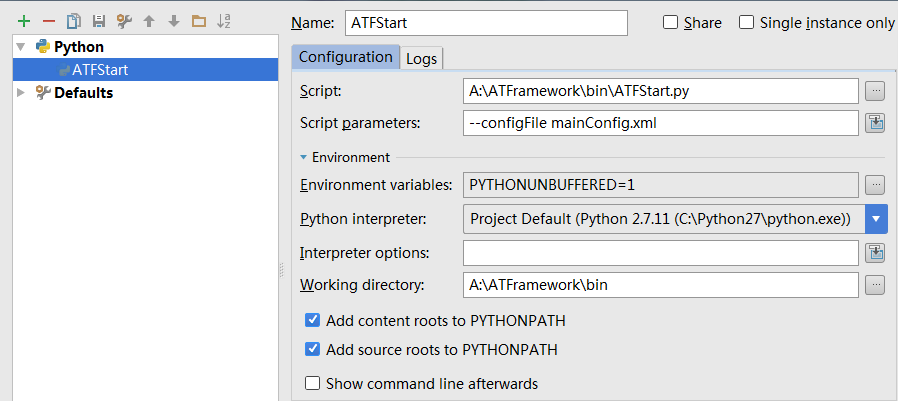 Name: ATFStart Share Single instance only
Python
ATFStart
Defaults
Configuration Logs
Script: A:\ATFramework\bin\ATFStart.py ...
Script parameters: --configFile mainConfig.xml
Environment
Environment variables: PYTHONUNBUFFERED=1 ...
Python interpreter: Project Default (Python 2.7.11 (C:\Python27\python.exe))
Interpreter options:
Working directory: A:\ATFramework\bin ...
Add content roots to PYTHONPATH
Add source roots to PYTHONPATH
Show command line afterwards